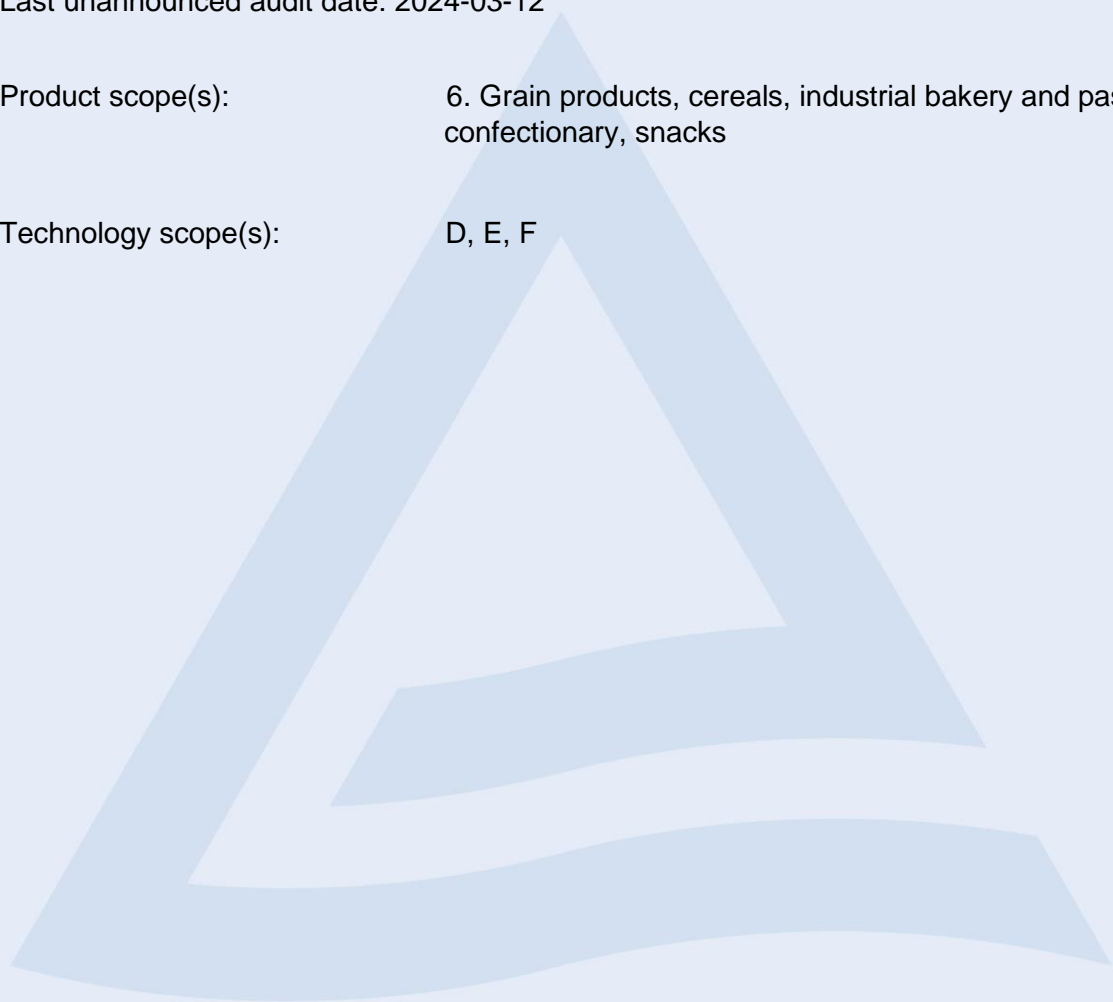 Last unannounced audit date: 2024-03-12
Product scope(s): 6. Grain products, cereals, industrial bakery and
confectionary, snacks
Technology scope(s): D, E, F